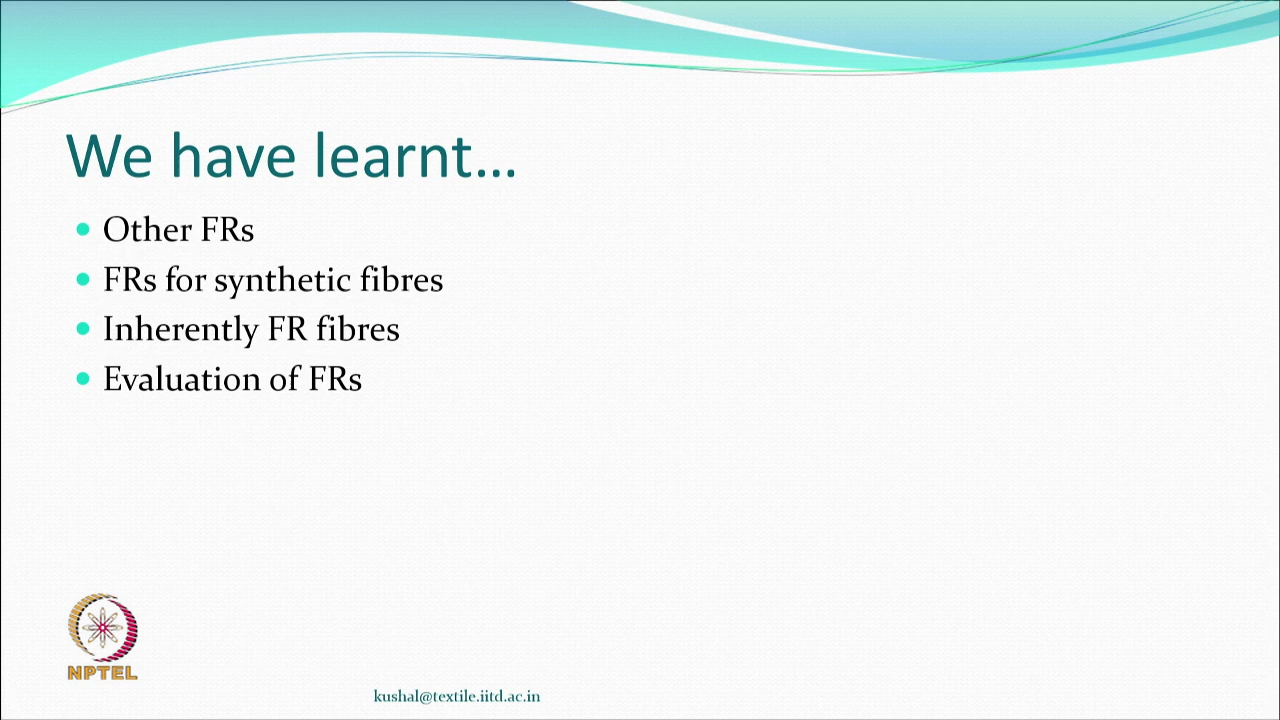 We have learnt...
Other FRs
FRs for synthetic fibres
Inherently FR fibres
Evaluation of FRs
NPTEL
kushal@textile.iitd.ac.in